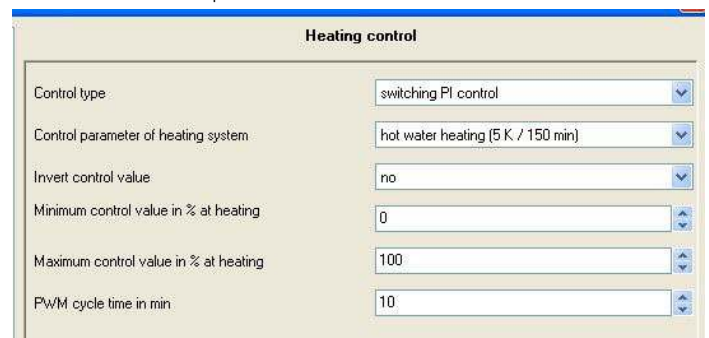 Heating control
Control type switching PI control
Control parameter of heating system hot water heating (5 K / 150 min)
Invert control value no
Minimum control value in % at heating 0
Maximum control value in % at heating 100
PWM cycle time in min 10